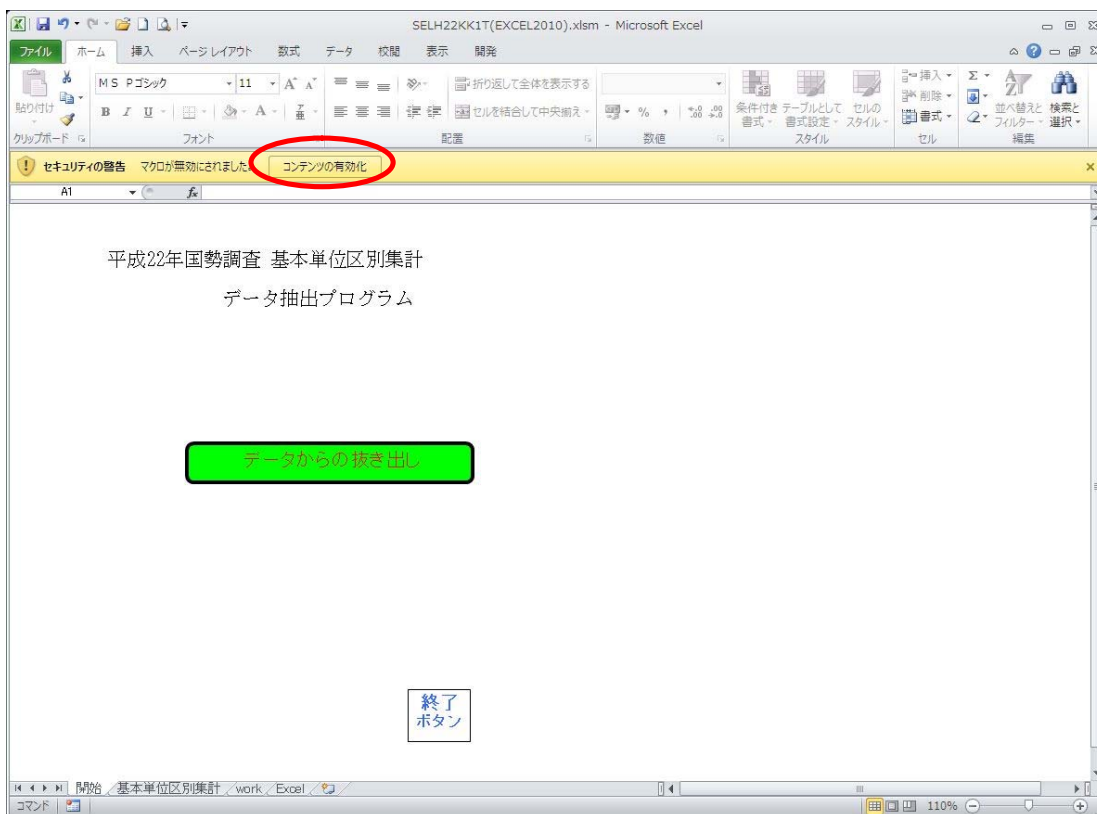 SELH22KK1T(EXCEL2010).xlsm - Microsoft Excel
ファイル ホーム 挿入 ページ レイアウト 数式 データ 校閲 表示 開発
貼り付け
MS Pゴシック 11
B I U
折り返して全体を表示する
セルを結合して中央揃え
% ,
条件付き書式 テーブルとして書式設定 セルのスタイル
挿入
削除
書式
並べ替えとフィルター 検索と選択
クリップボード フォント 配置 数値 スタイル セル 編集
セキュリティの警告 マクロが無効にされました。 コンテンツの有効化
A1 fx
平成22年国勢調査 基本単位区別集計
データ抽出プログラム
データからの抜き出し
終了
ボタン
開始 基本単位区別集計 work Excel
コマンド 110%